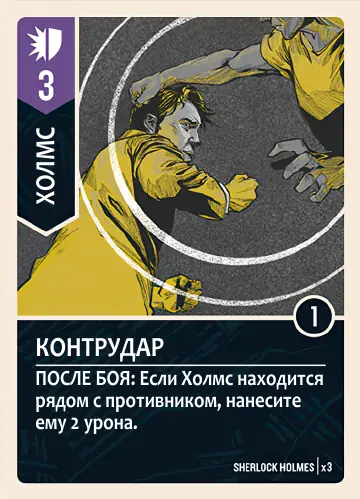 3
ХОЛМС
1
КОНТРУДАР
ПОСЛЕ БОЯ: Если Холмс находится
рядом с противником, нанесите
ему 2 урона.
SHERLOCK HOLMES | x3